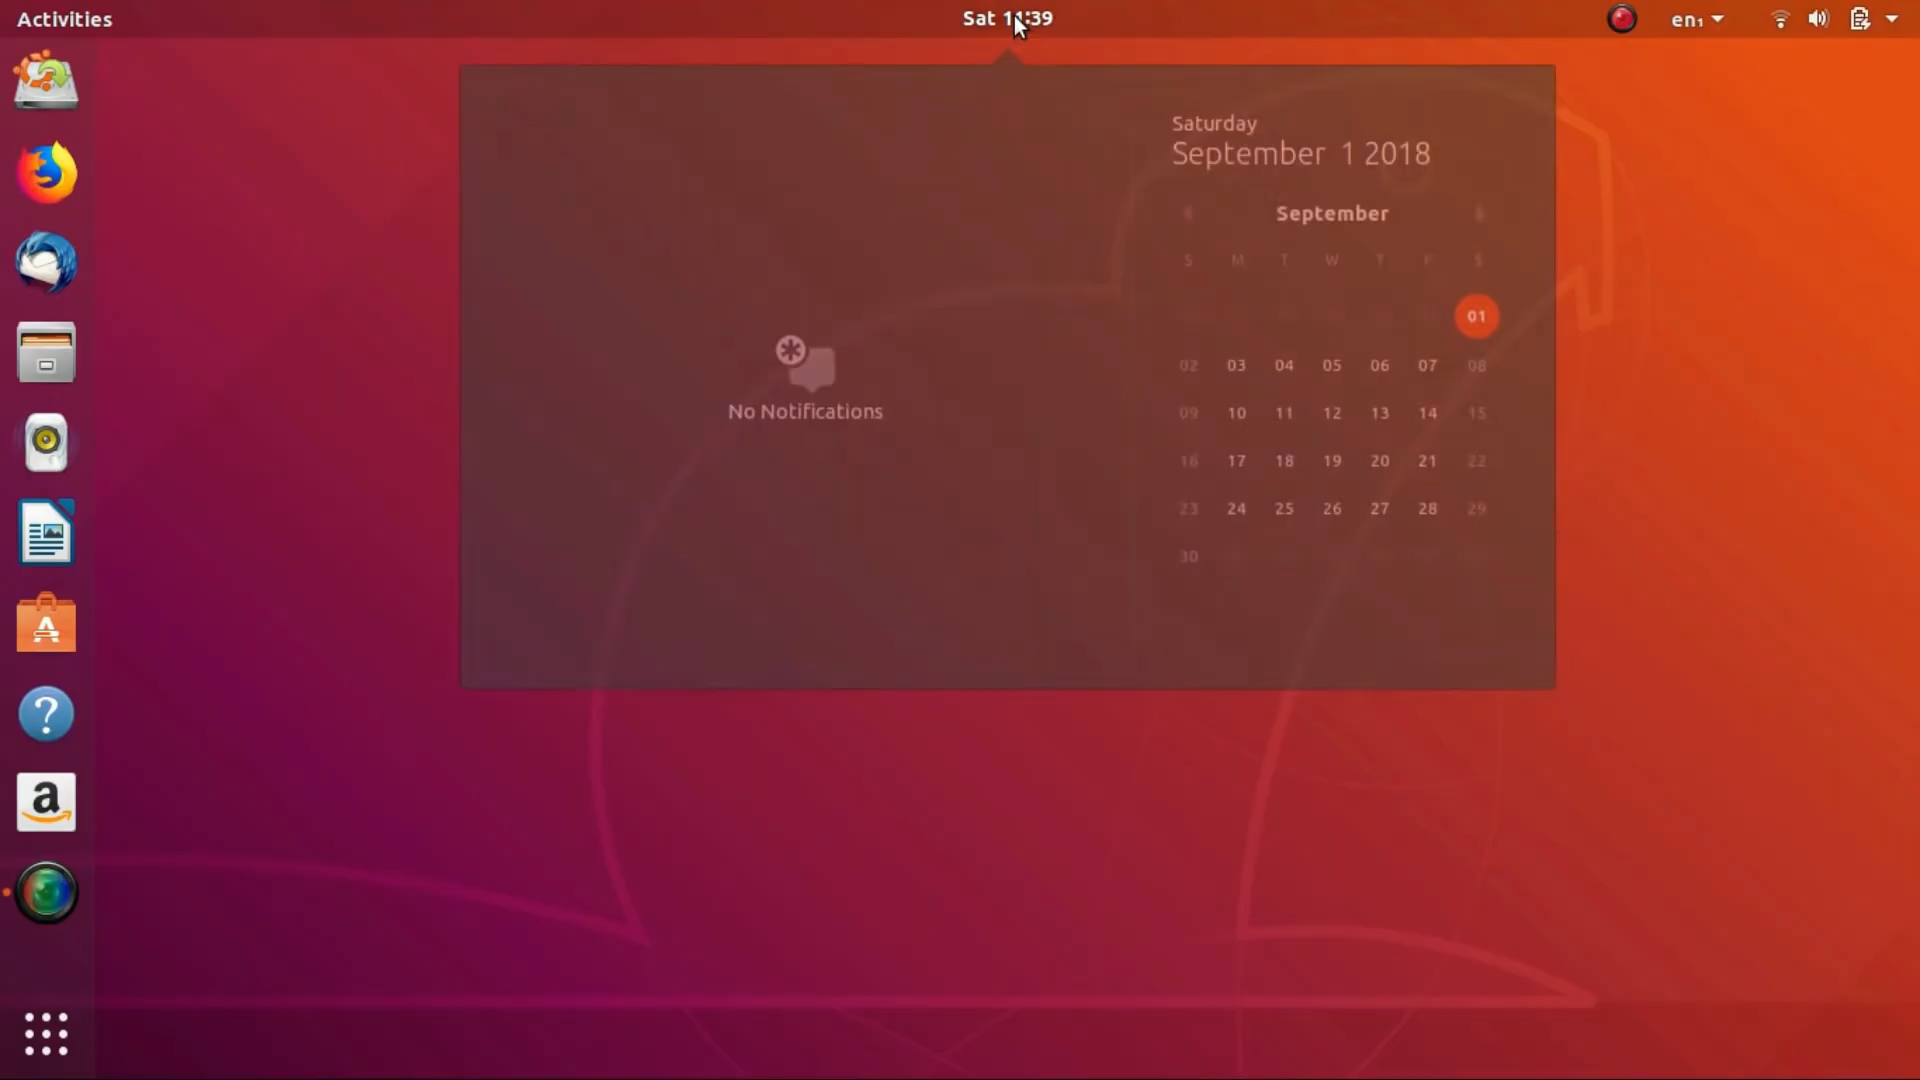 Activities
Sat 11:39
en₁
Saturday
September 1 2018
September
S M T W T F S
01
02 03 04 05 06 07 08
09 10 11 12 13 14 15
16 17 18 19 20 21 22
23 24 25 26 27 28 29
30
No Notifications